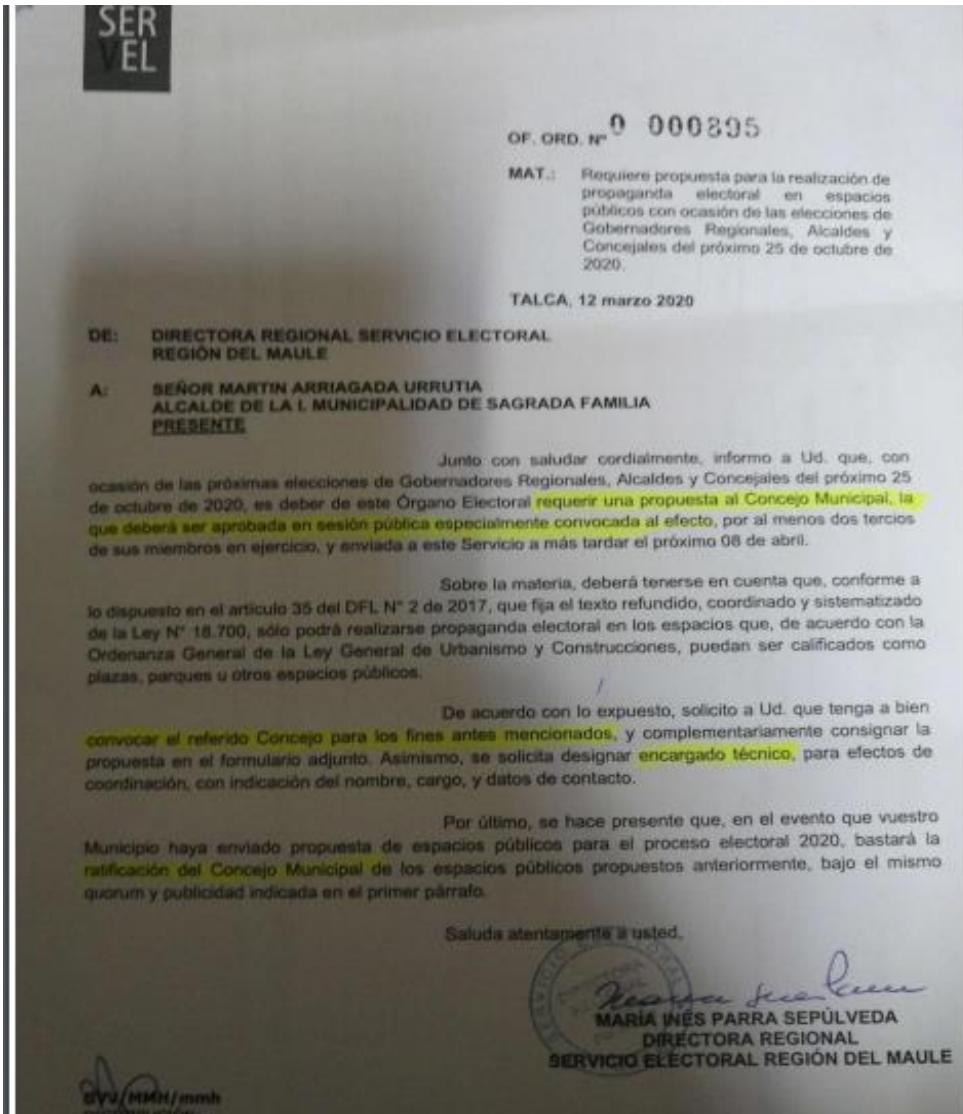 SER
VEL
OF. ORD. N° 0 000895
MAT.: Requiere propuesta para la realización de
propaganda electoral en espacios
públicos con ocasión de las elecciones de
Gobernadores Regionales, Alcaldes y
Concejales del próximo 25 de octubre de
2020.
TALCA, 12 marzo 2020
DE: DIRECTORA REGIONAL SERVICIO ELECTORAL
REGIÓN DEL MAULE
A: SEÑOR MARTIN ARRIAGADA URRUTIA
ALCALDE DE LA I. MUNICIPALIDAD DE SAGRADA FAMILIA
PRESENTE
Junto con saludar cordialmente, informo a Ud. que, con
ocasión de las próximas elecciones de Gobernadores Regionales, Alcaldes y Concejales del próximo 25
de octubre de 2020, es deber de este Órgano Electoral requerir una propuesta al Concejo Municipal, la
que deberá ser aprobada en sesión pública especialmente convocada al efecto, por al menos dos tercios
de sus miembros en ejercicio, y enviada a este Servicio a más tardar el próximo 08 de abril.
Sobre la materia, deberá tenerse en cuenta que, conforme a
lo dispuesto en el artículo 35 del DFL N° 2 de 2017, que fija el texto refundido, coordinado y sistematizado
de la Ley N° 18.700, sólo podrá realizarse propaganda electoral en los espacios que, de acuerdo con la
Ordenanza General de la Ley General de Urbanismo y Construcciones, puedan ser calificados como
plazas, parques u otros espacios públicos.
De acuerdo con lo expuesto, solicito a Ud. que tenga a bien
convocar el referido Concejo para los fines antes mencionados, y complementariamente consignar la
propuesta en el formulario adjunto. Asimismo, se solicita designar encargado técnico, para efectos de
coordinación, con indicación del nombre, cargo, y datos de contacto.
Por último, se hace presente que, en el evento que vuestro
Municipio haya enviado propuesta de espacios públicos para el proceso electoral 2020, bastará la
ratificación del Concejo Municipal de los espacios públicos propuestos anteriormente, bajo el mismo
quorum y publicidad indicada en el primer párrafo.
Saluda atentamente a usted,
MARÍA INÉS PARRA SEPÚLVEDA
DIRECTORA REGIONAL
SERVICIO ELECTORAL REGIÓN DEL MAULE
/MMH/mmh